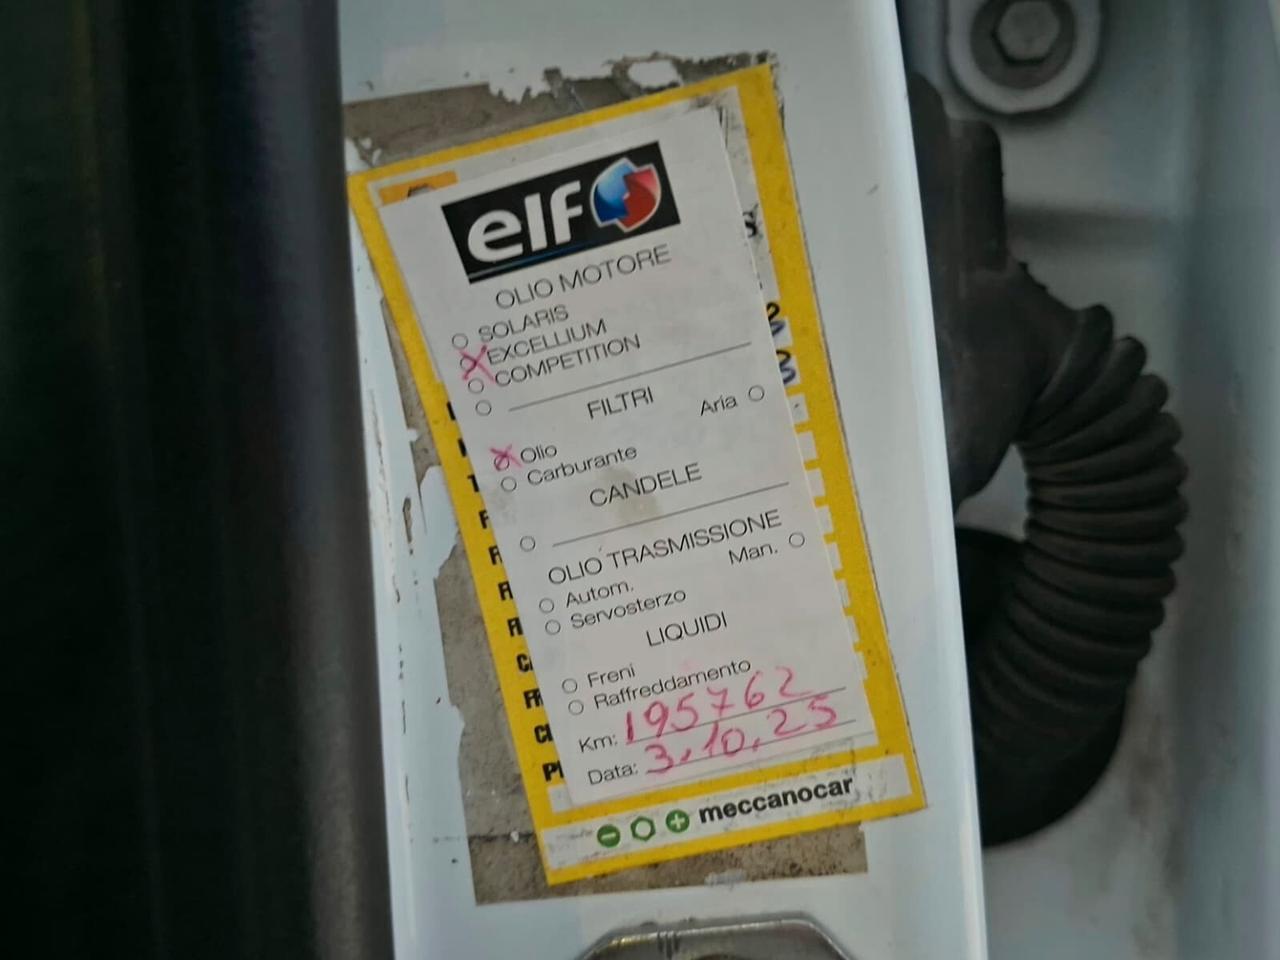 elf
OLIO MOTORE
SOLARIS
EXCELLIUM
COMPETITION
FILTRI
Aria
Olio
Carburante
CANDELE
OLIO TRASMISSIONE
Man.
Autom.
Servosterzo
LIQUIDI
Freni
Raffreddamento
Km: 195762
Data: 3.10.25
meccanocar